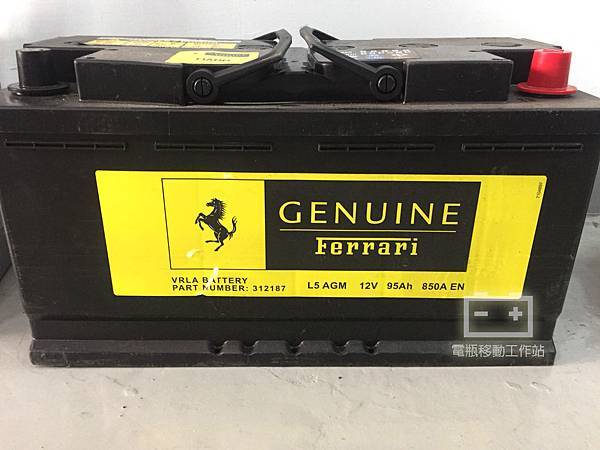 GENUINE
Ferrari
VRLA BATTERY
PART NUMBER: 312187
L5 AGM 12V 95Ah 850A EN
電瓶移動工作站